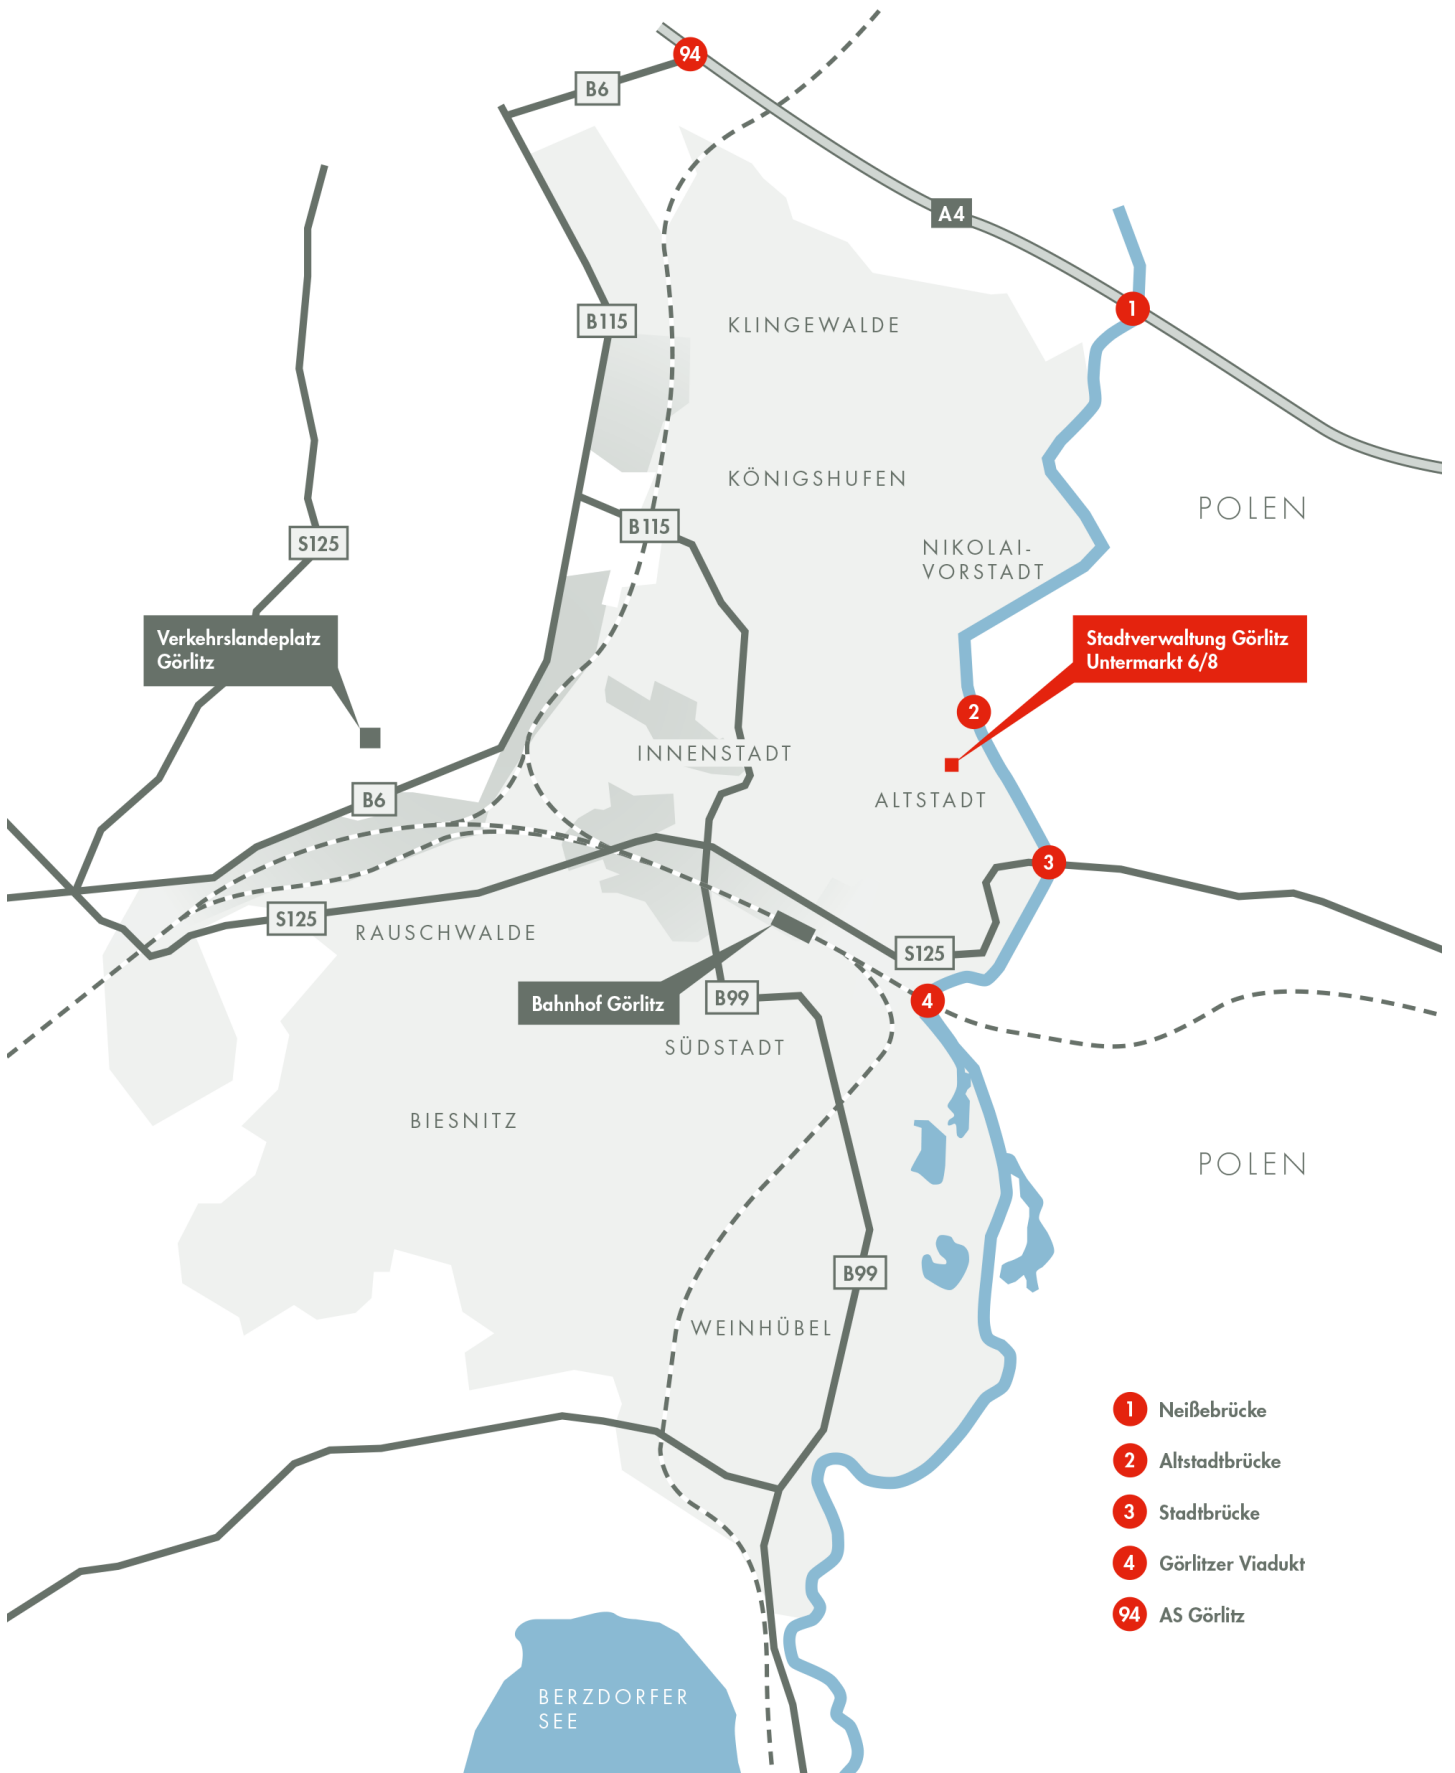 94
B6
A4
1
B115
KLINGEWALDE
KÖNIGSHUFEN
POLEN
B115
S125
NIKOLAI-
VORSTADT
Verkehrslandeplatz
Görlitz
Stadtverwaltung Görlitz
Untermarkt 6/8
2
INNENSTADT
B6
ALTSTADT
3
S125
RAUSCHWALDE
S125
Bahnhof Görlitz
B99
4
SÜDSTADT
BIESNITZ
POLEN
B99
WEINHÜBEL
1 Neißebrücke
2 Altstadtbrücke
3 Stadtbrücke
4 Görlitzer Viadukt
94 AS Görlitz
BERZDORFER
SEE